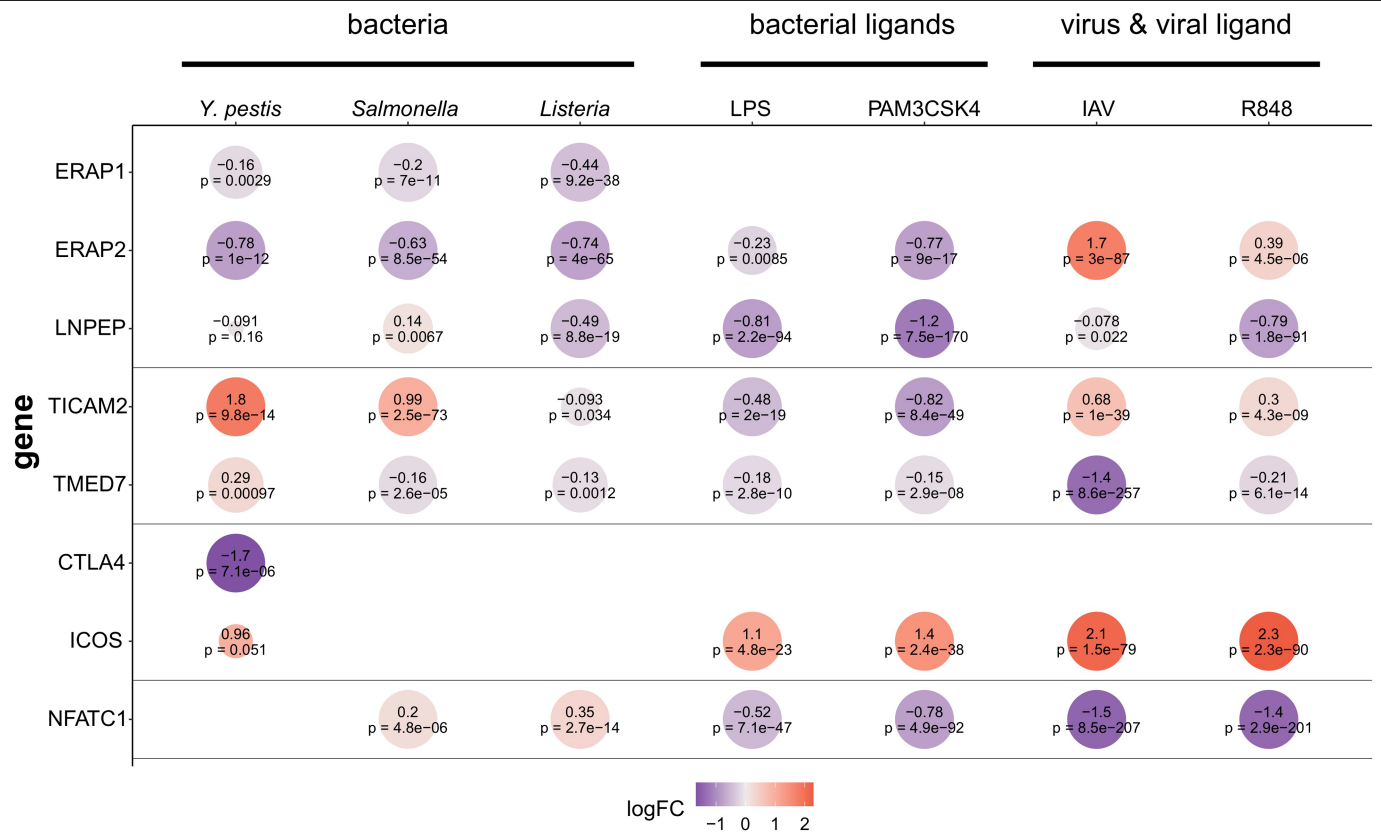 bacteria bacterial ligands virus & viral ligand
Y. pestis Salmonella Listeria LPS PAM3CSK4 IAV R848
ERAP1 −0.16 −0.2 −0.44
p = 0.0029 p = 7e−11 p = 9.2e−38
ERAP2 −0.78 −0.63 −0.74 −0.23 −0.77 1.7 0.39
p = 1e−12 p = 8.5e−54 p = 4e−65 p = 0.0085 p = 9e−17 p = 3e−87 p = 4.5e−06
LNPEP −0.091 0.14 −0.49 −0.81 −1.2 −0.078 −0.79
p = 0.16 p = 0.0067 p = 8.8e−19 p = 2.2e−94 p = 7.5e−170 p = 0.022 p = 1.8e−91
gene
TICAM2 1.8 0.99 −0.093 −0.48 −0.82 0.68 0.3
p = 9.8e−14 p = 2.5e−73 p = 0.034 p = 2e−19 p = 8.4e−49 p = 1e−39 p = 4.3e−09
TMED7 0.29 −0.16 −0.13 −0.18 −0.15 −1.4 −0.21
p = 0.00097 p = 2.6e−05 p = 0.0012 p = 2.8e−10 p = 2.9e−08 p = 8.6e−257 p = 6.1e−14
CTLA4 −1.7
p = 7.1e−06
ICOS 0.96 1.1 1.4 2.1 2.3
p = 0.051 p = 4.8e−23 p = 2.4e−38 p = 1.5e−79 p = 2.3e−90
NFATC1 0.2 0.35 −0.52 −0.78 −1.5 −1.4
p = 4.8e−06 p = 2.7e−14 p = 7.1e−47 p = 4.9e−92 p = 8.5e−207 p = 2.9e−201
logFC
−1 0 1 2